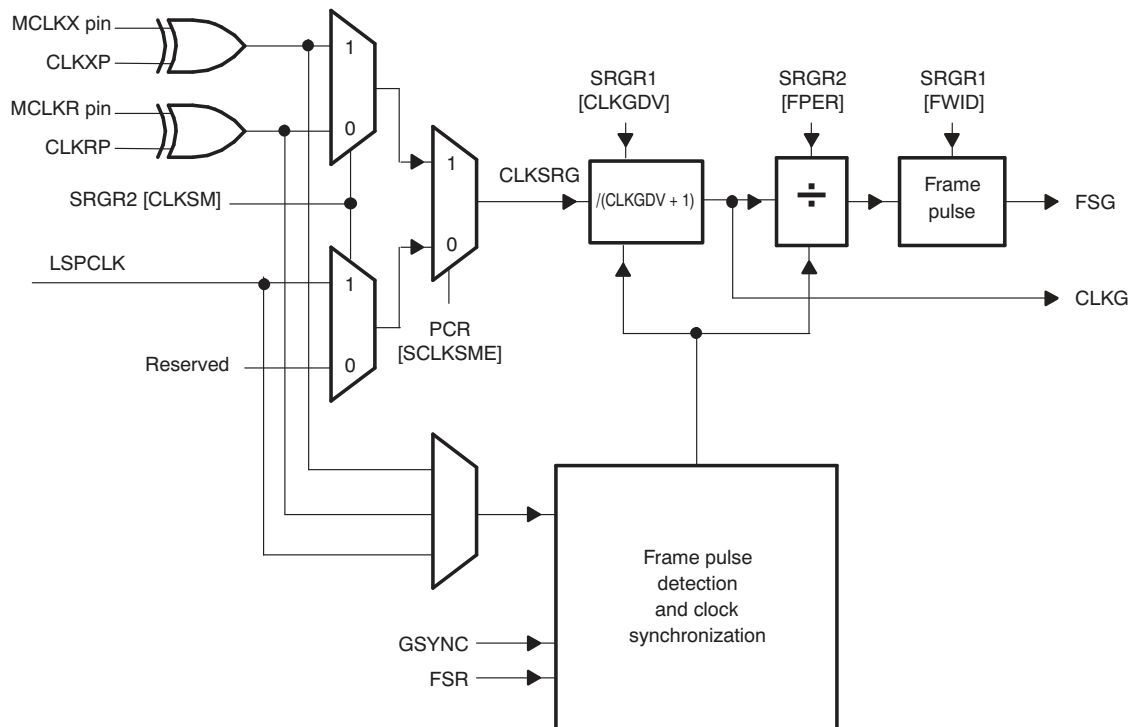 MCLKX pin
CLKXP
MCLKR pin
CLKRP
1
0
SRGR2 [CLKSM]
LSPCLK
1
Reserved
0
1
0
PCR
[SCLKSME]
CLKSRG
SRGR1
[CLKGDV]
/(CLKGDV + 1)
SRGR2
[FPER]
÷
SRGR1
[FWID]
Frame
pulse
FSG
CLKG
Frame pulse
detection
and clock
synchronization
GSYNC
FSR